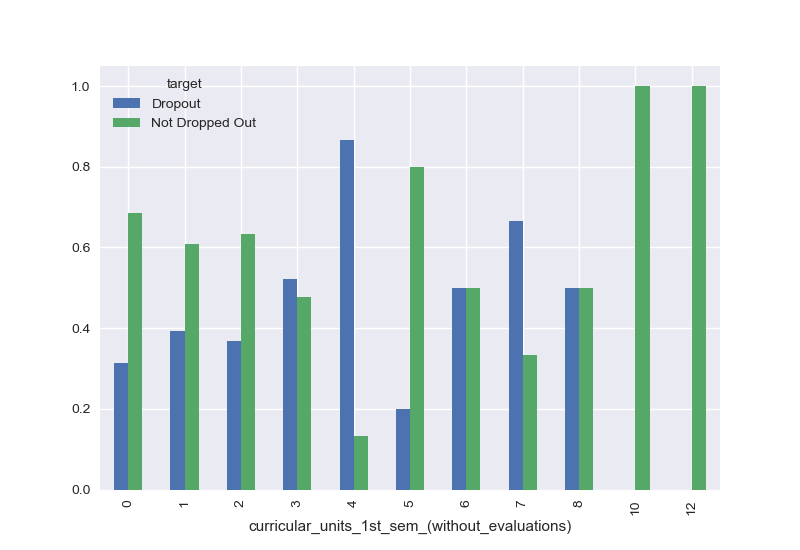 target
Dropout
Not Dropped Out
1.0
0.8
0.6
0.4
0.2
0.0
0 1 2 3 4 5 6 7 8 10 12
curricular_units_1st_sem_(without_evaluations)